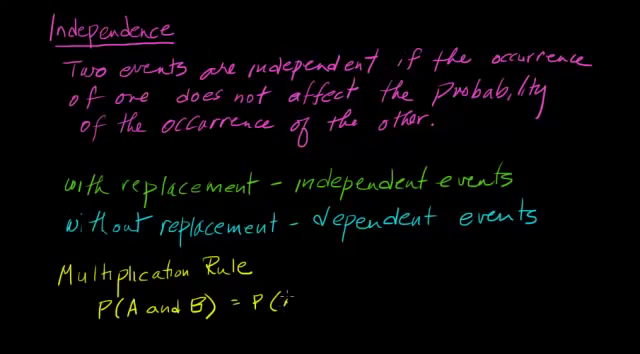 Independence
Two events are independent if the occurrence
of one does not affect the probability
of the occurrence of the other.
with replacement - independent events
without replacement - dependent events
Multiplication Rule
P(A and B) = P(